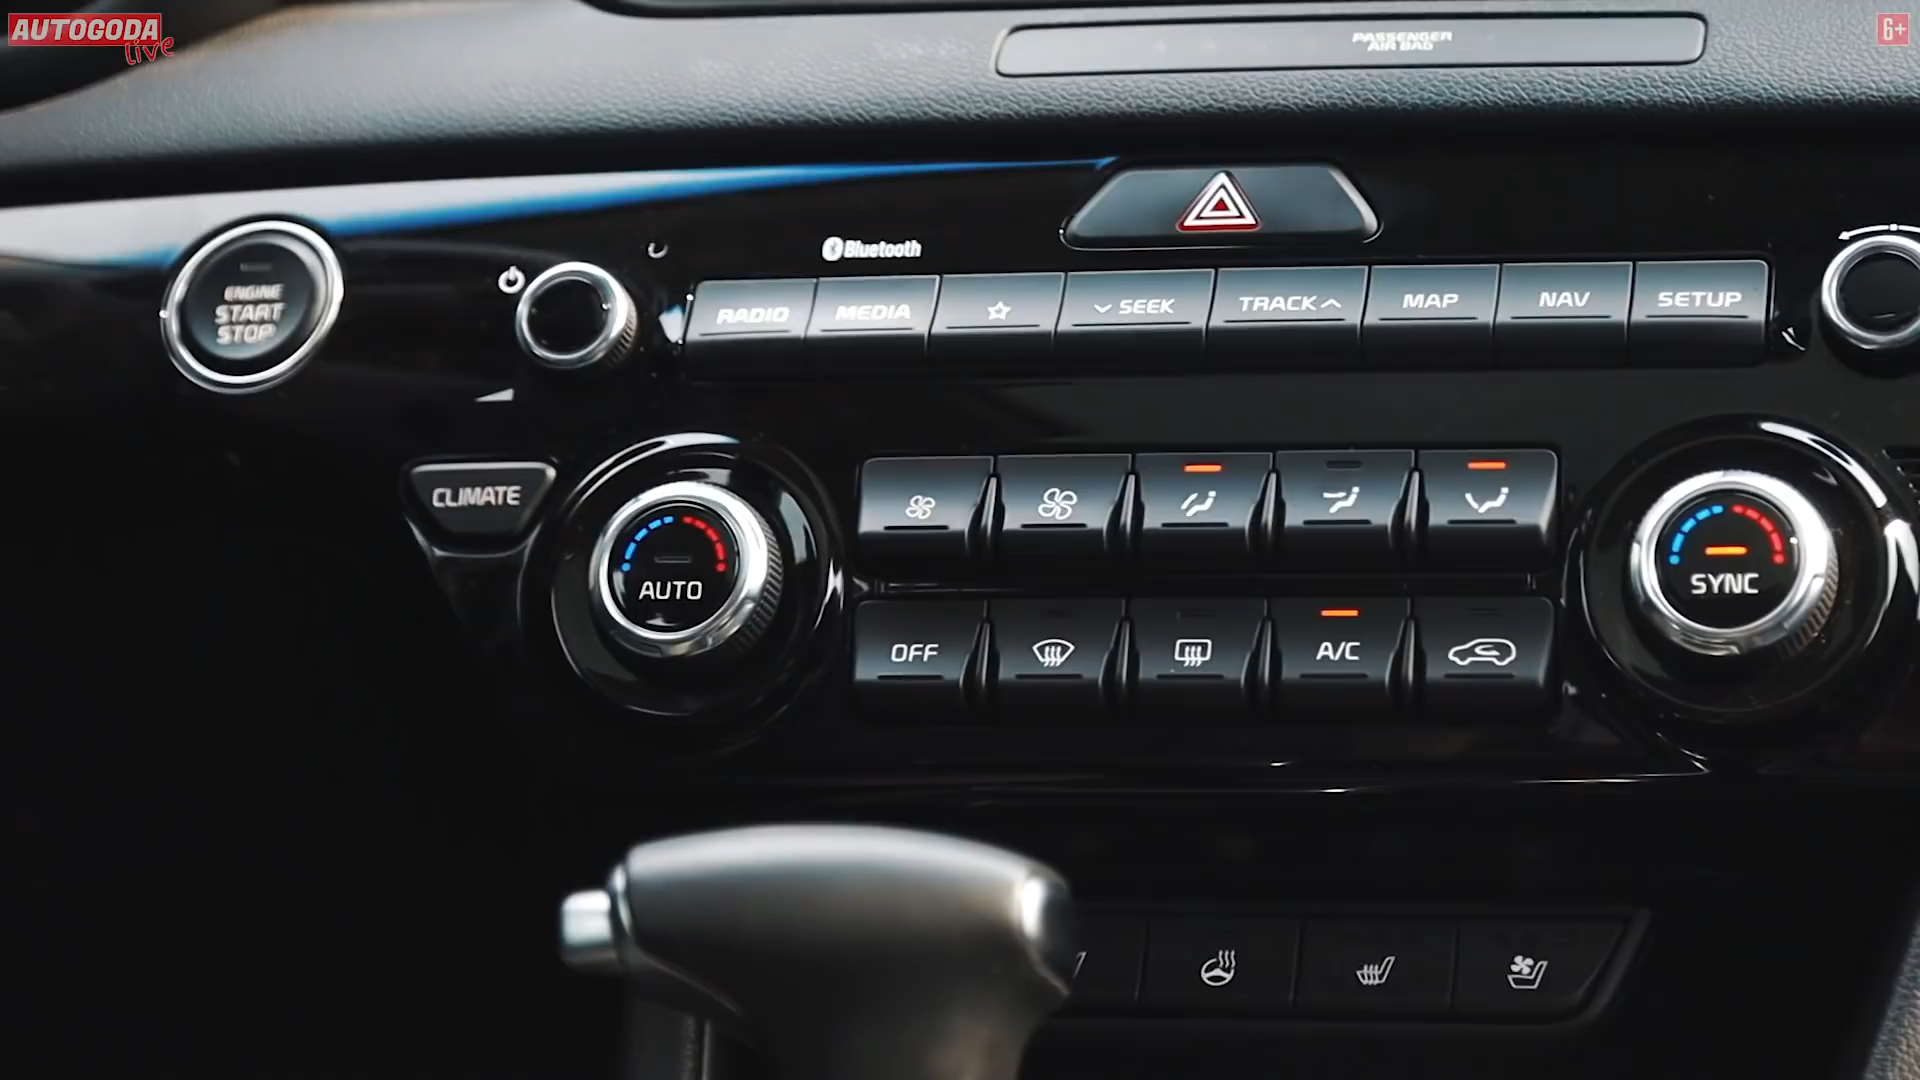 AUTOGODA
live
6+
PASSENGER
AIR BAG
ENGINE
START
STOP
Bluetooth
RADIO
MEDIA
SEEK
TRACK
MAP
NAV
SETUP
CLIMATE
AUTO
SYNC
OFF
A/C